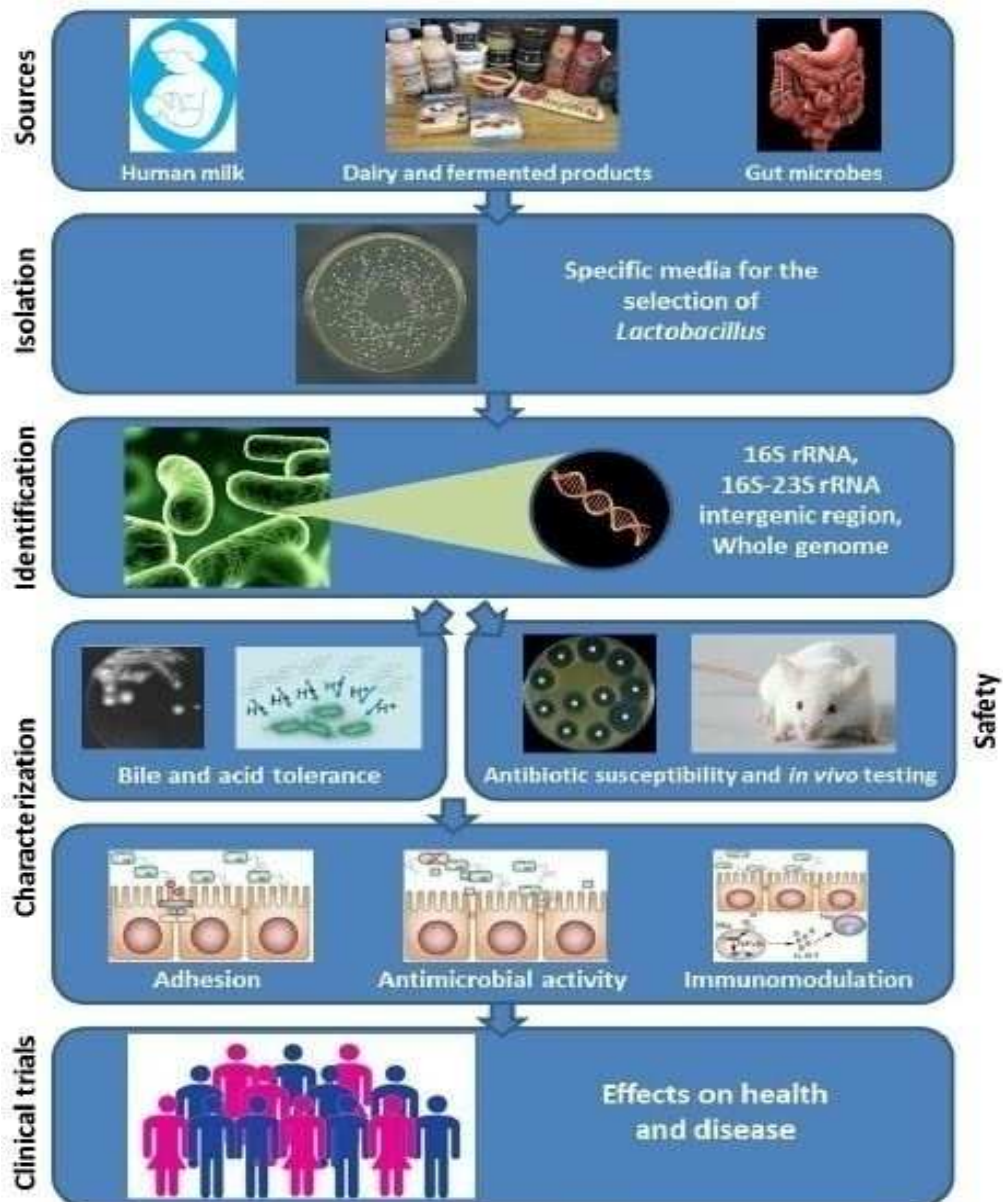 Sources
Human milk
Dairy and fermented products
Gut microbes
Isolation
Specific media for the
selection of
Lactobacillus
Identification
16S rRNA,
16S-23S rRNA
intergenic region,
Whole genome
Characterization
Bile and acid tolerance
Antibiotic susceptibility and in vivo testing
Safety
Adhesion
Antimicrobial activity
Immunomodulation
Clinical trials
Effects on health
and disease